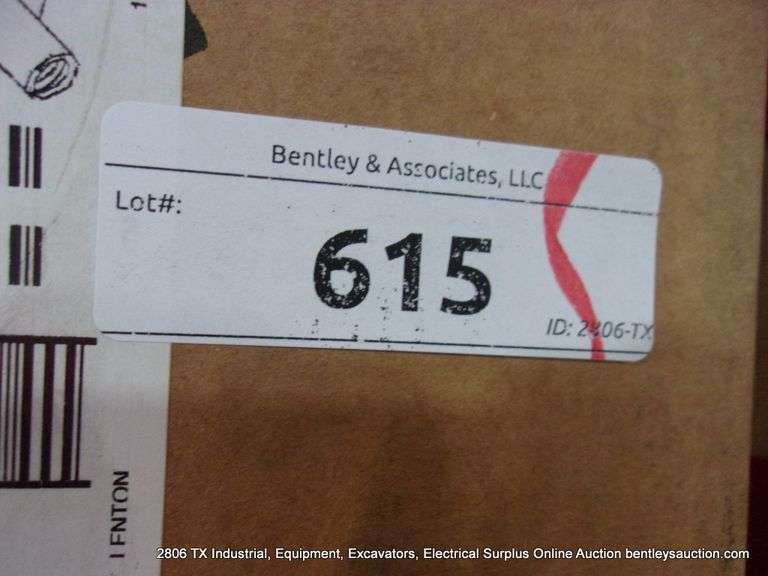 Bentley & Associates, LLC
Lot#:
615
ID: 2806-TX
1
2806 TX Industrial, Equipment, Excavators, Electrical Surplus Online Auction bentleysauction.com